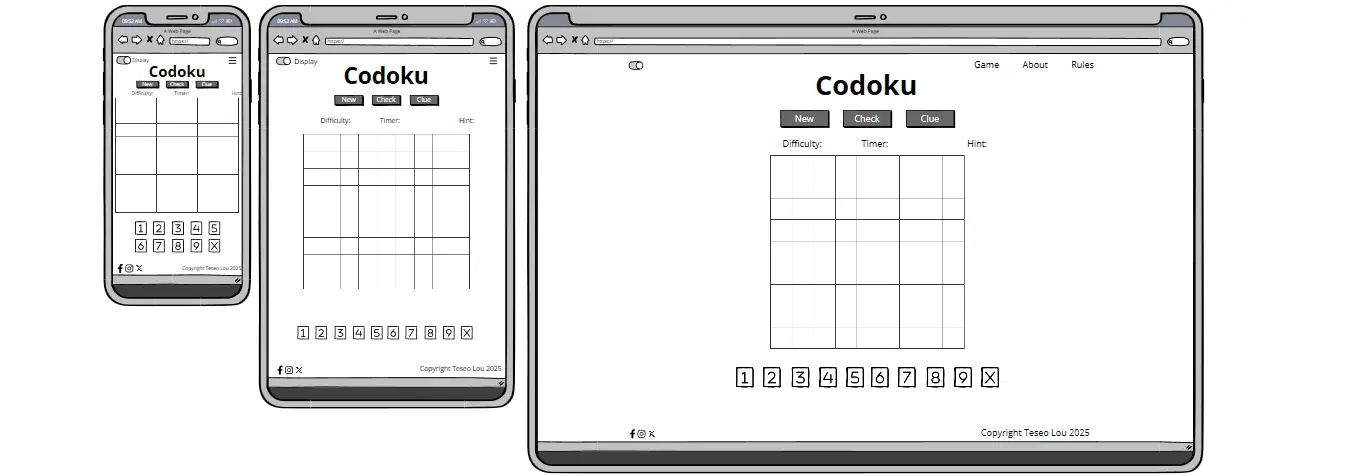 09:52 AM
A Web Page
https://
Display
Codoku
New Check Clue
Difficulty: Timer: Hint:
1 2 3 4 5
6 7 8 9 X
Copyright Teseo Lou 2025
09:52 AM
A Web Page
https://
Display
Codoku
New Check Clue
Difficulty: Timer: Hint:
1 2 3 4 5 6 7 8 9 X
Copyright Teseo Lou 2025
A Web Page
https://
Game About Rules
Codoku
New Check Clue
Difficulty: Timer: Hint:
1 2 3 4 5 6 7 8 9 X
Copyright Teseo Lou 2025